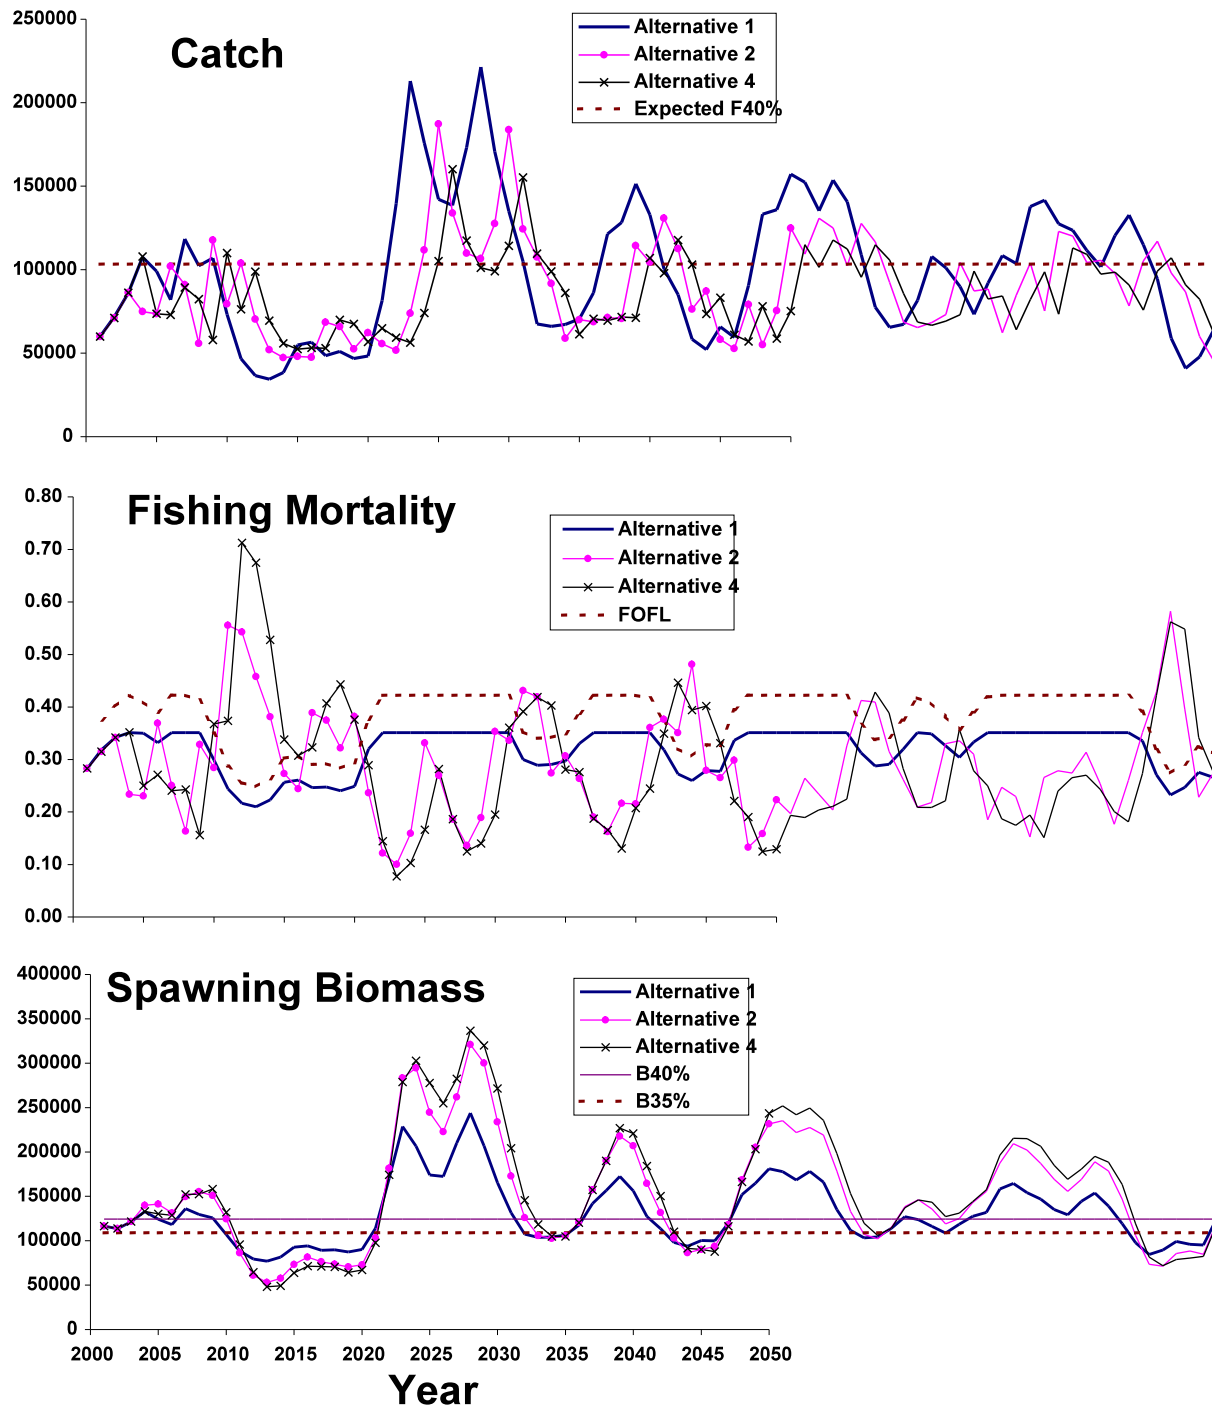 Catch
250000
200000
150000
100000
50000
0
Alternative 1
Alternative 2
Alternative 4
Expected F40%
Fishing Mortality
0.80
0.70
0.60
0.50
0.40
0.30
0.20
0.10
0.00
Alternative 1
Alternative 2
Alternative 4
FOFL
Spawning Biomass
400000
350000
300000
250000
200000
150000
100000
50000
0
Alternative 1
Alternative 2
Alternative 4
B40%
B35%
2000 2005 2010 2015 2020 2025 2030 2035 2040 2045 2050
Year